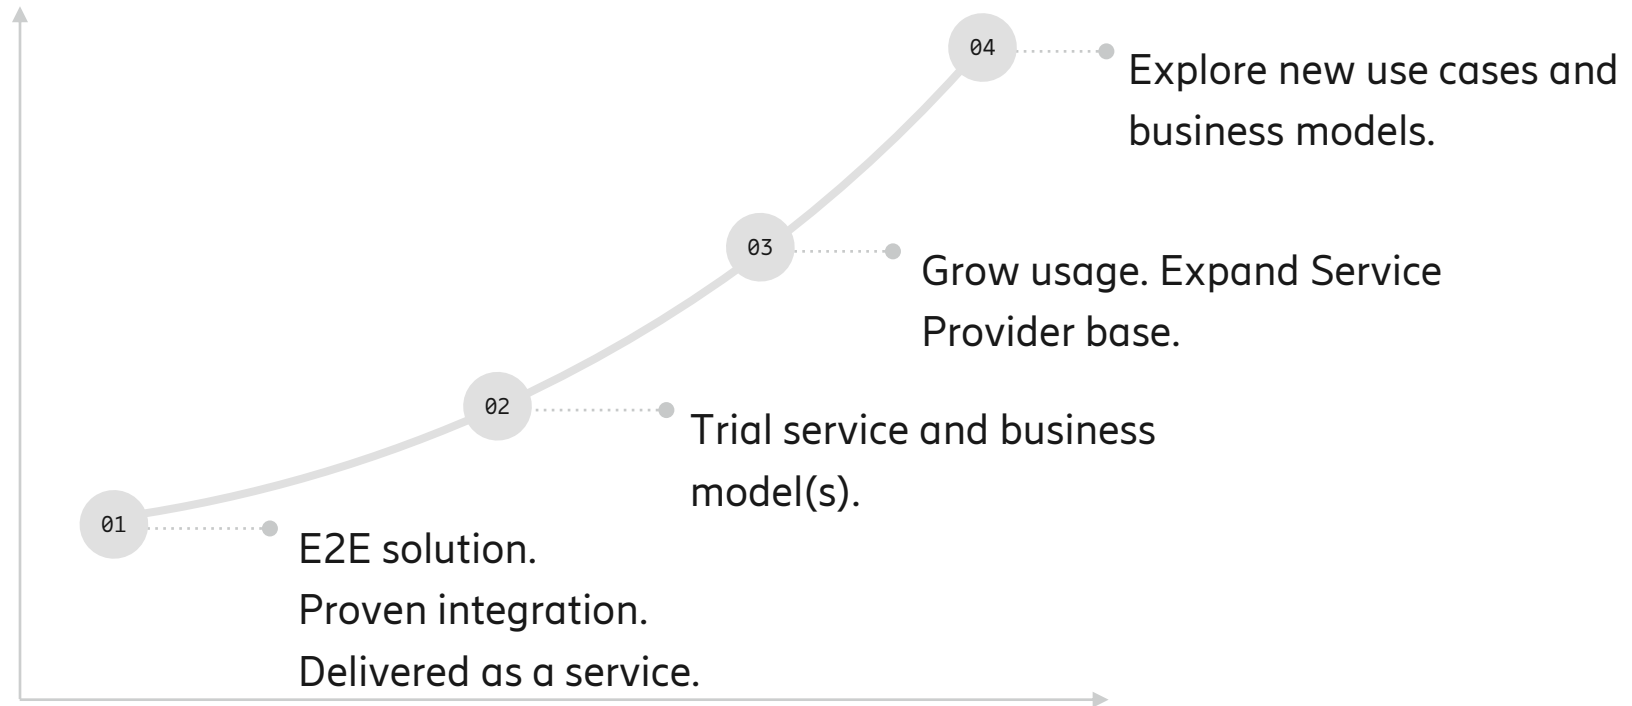 04
Explore new use cases and
business models.
03
Grow usage. Expand Service
Provider base.
02
Trial service and business
model(s).
01
E2E solution.
Proven integration.
Delivered as a service.